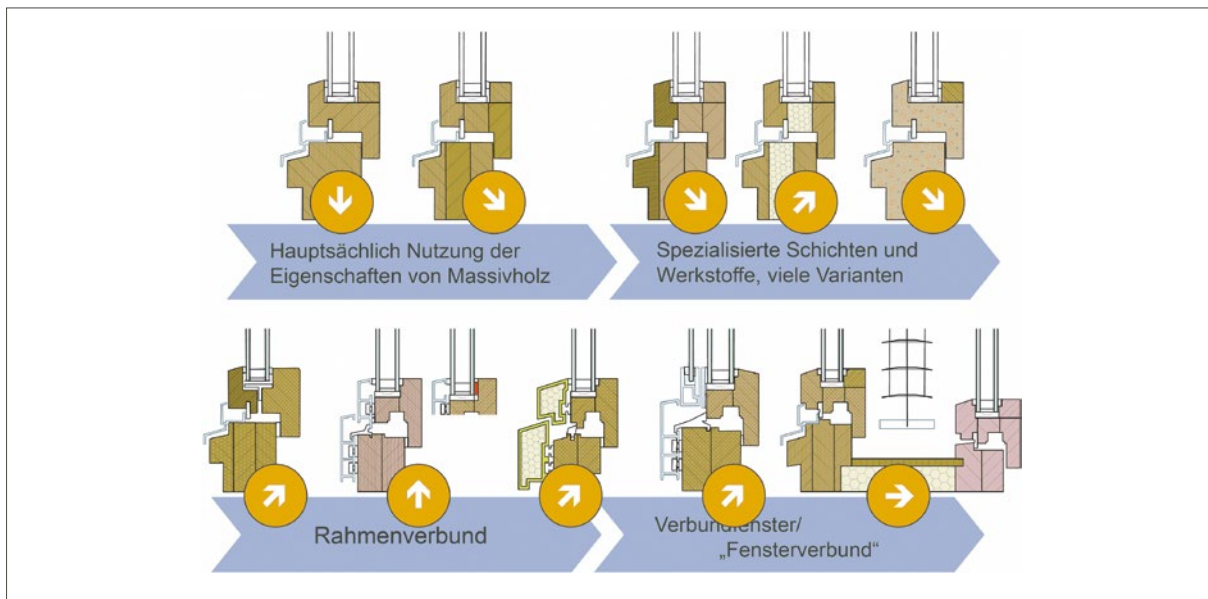 Hauptsächlich Nutzung der
Eigenschaften von Massivholz
Spezialisierte Schichten und
Werkstoffe, viele Varianten
Rahmenverbund
Verbundfenster/
„Fensterverbund“